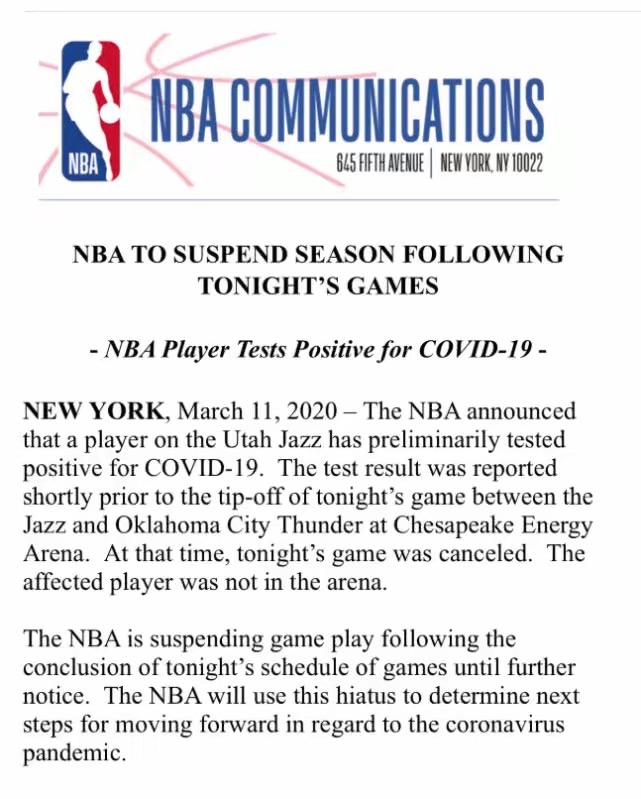 NBA
NBA COMMUNICATIONS
645 FIFTH AVENUE | NEW YORK, NY 10022
NBA TO SUSPEND SEASON FOLLOWING
TONIGHT’S GAMES
- NBA Player Tests Positive for COVID-19 -
NEW YORK, March 11, 2020 – The NBA announced
that a player on the Utah Jazz has preliminarily tested
positive for COVID-19.  The test result was reported
shortly prior to the tip-off of tonight’s game between the
Jazz and Oklahoma City Thunder at Chesapeake Energy
Arena.  At that time, tonight’s game was canceled.  The
affected player was not in the arena.
The NBA is suspending game play following the
conclusion of tonight’s schedule of games until further
notice.  The NBA will use this hiatus to determine next
steps for moving forward in regard to the coronavirus
pandemic.